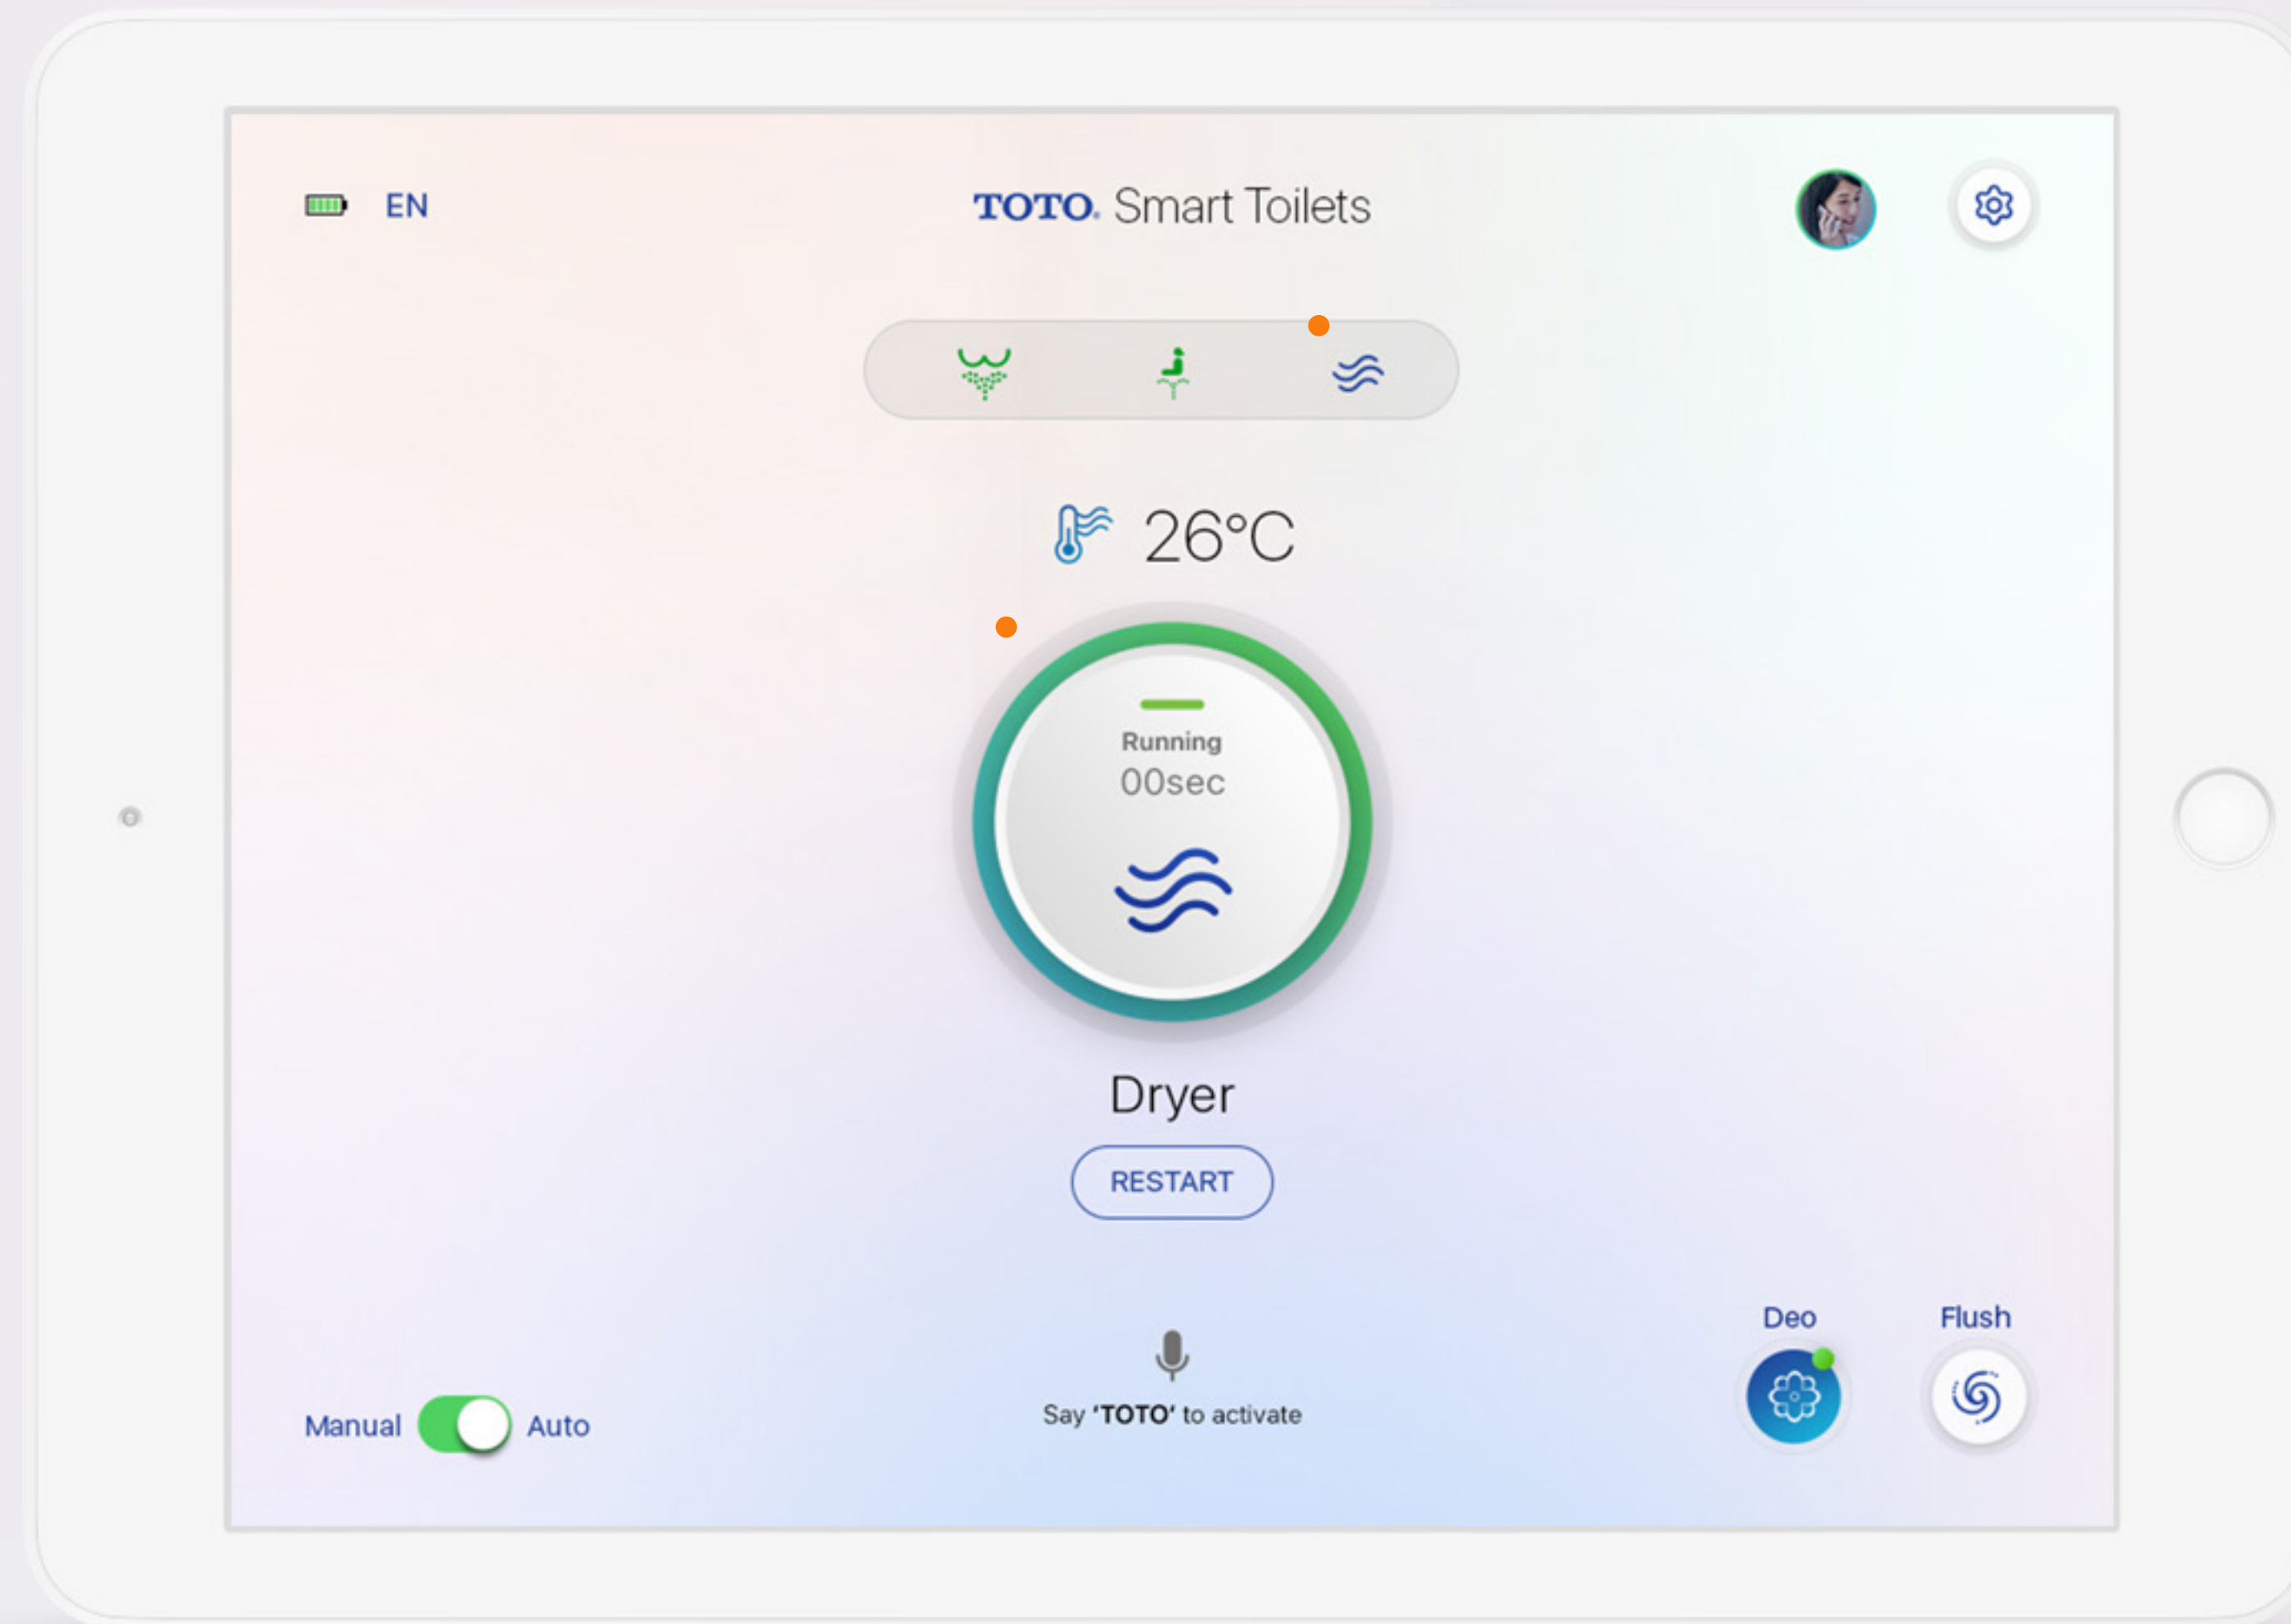 EN
TOTO. Smart Toilets
26°C
Running
00sec
Dryer
RESTART
Deo
Flush
Manual
Auto
Say ‘TOTO’ to activate